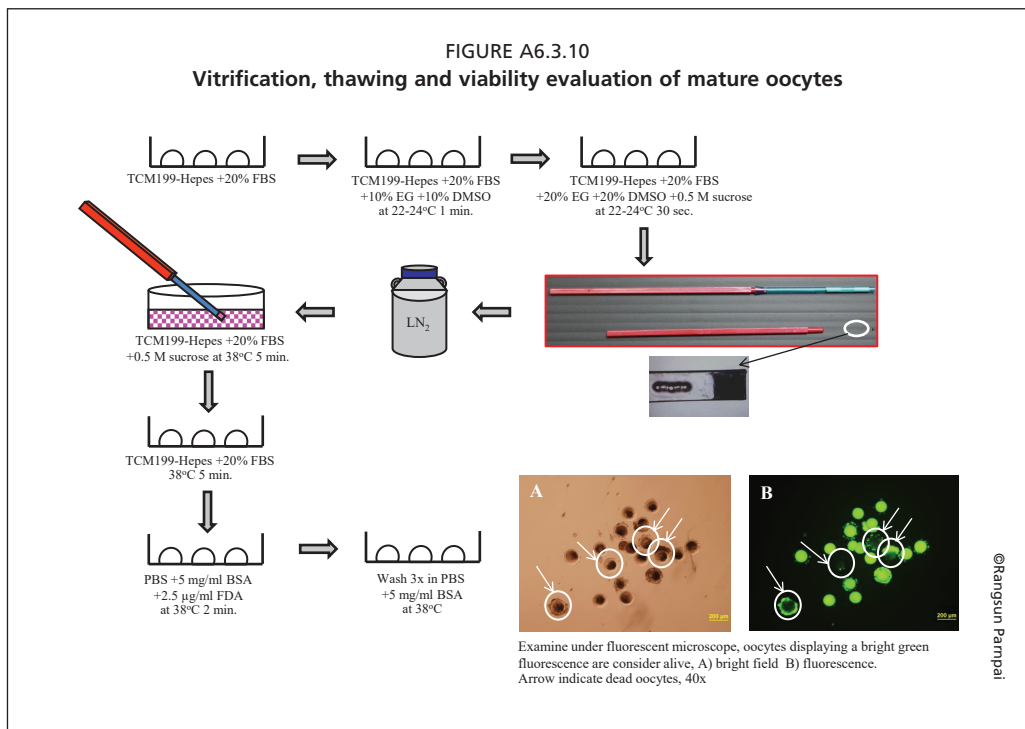 FIGURE A6.3.10
Vitrification, thawing and viability evaluation of mature oocytes
TCM199-Hepes +20% FBS
TCM199-Hepes +20% FBS
+10% EG +10% DMSO
at 22-24°C 1 min.
TCM199-Hepes +20% FBS
+20% EG +20% DMSO +0.5 M sucrose
at 22-24°C 30 sec.
LN2
TCM199-Hepes +20% FBS
+0.5 M sucrose at 38°C 5 min.
TCM199-Hepes +20% FBS
38°C 5 min.
PBS +5 mg/ml BSA
+2.5 µg/ml FDA
at 38°C 2 min.
Wash 3x in PBS
+5 mg/ml BSA
at 38°C
A
200 µm
B
200 µm
Examine under fluorescent microscope, oocytes displaying a bright green
fluorescence are consider alive, A) bright field B) fluorescence.
Arrow indicate dead oocytes, 40x
©Rangsun Parnpai